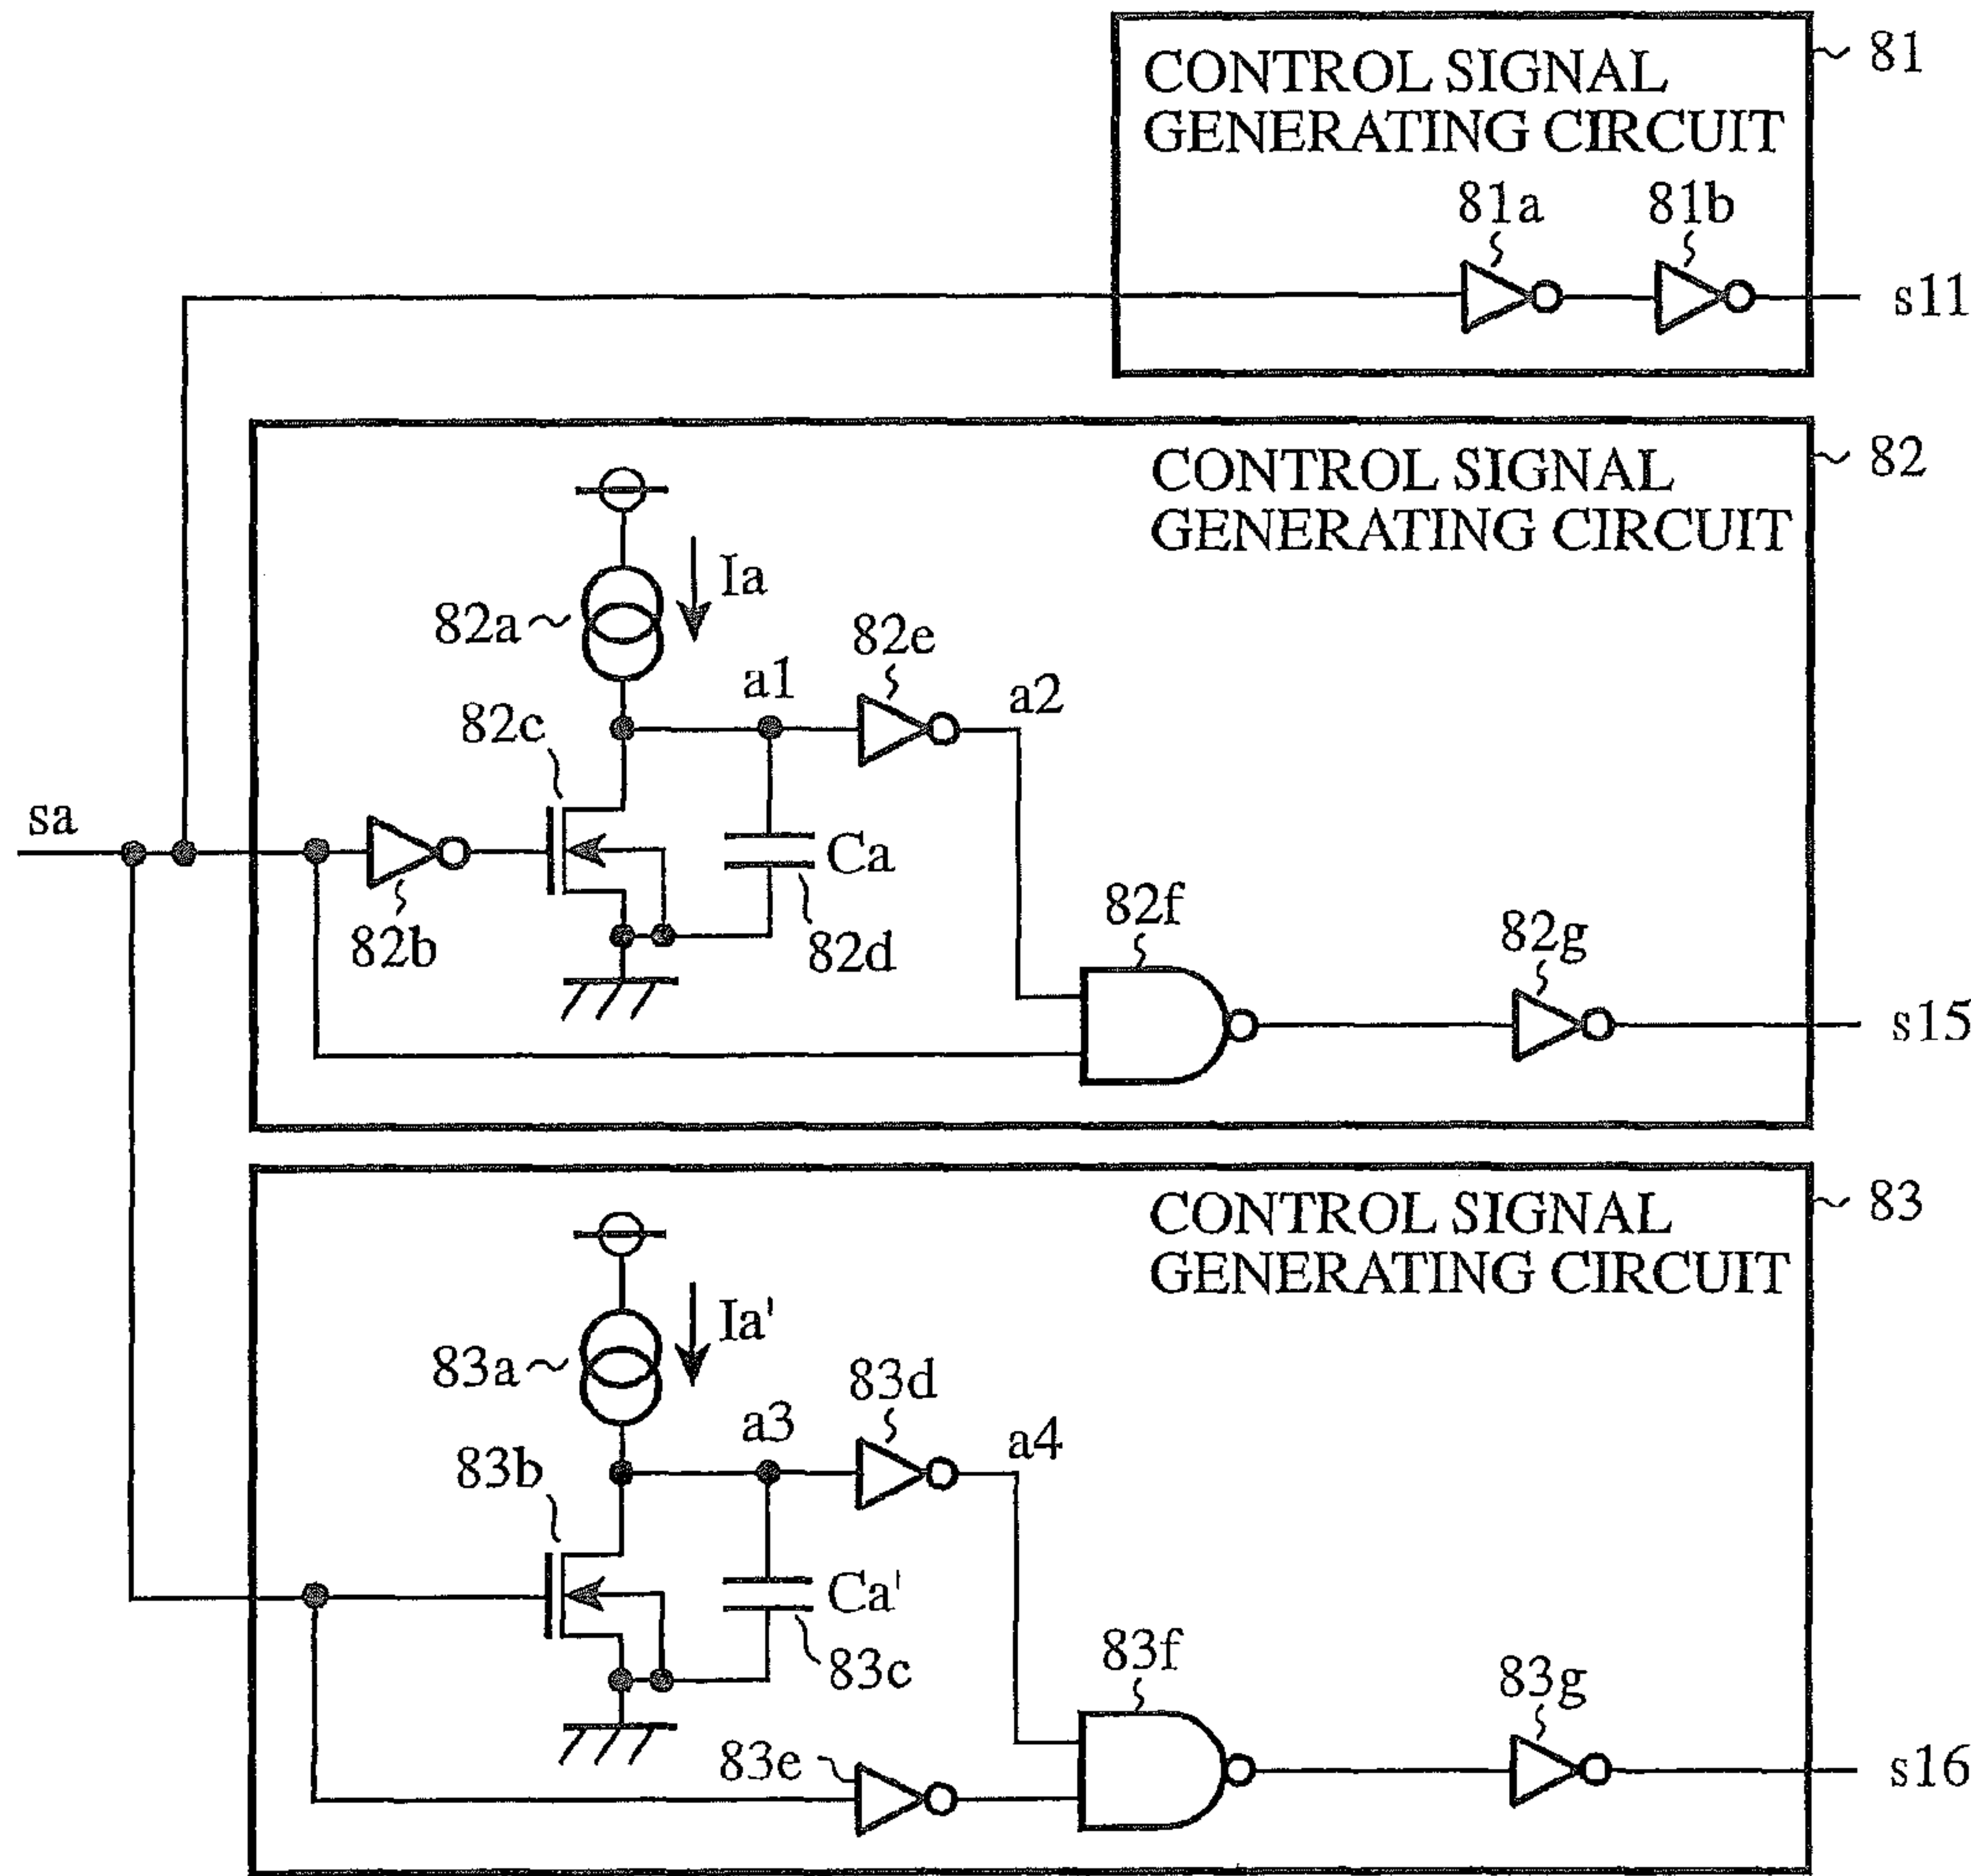 CONTROL SIGNAL
GENERATING CIRCUIT
81
81a
81b
s11
CONTROL SIGNAL
GENERATING CIRCUIT
82
Ia
82a
82e
a1
a2
82c
sa
Ca
82b
82d
82f
82g
s15
CONTROL SIGNAL
GENERATING CIRCUIT
83
Ia'
83a
83d
a3
a4
83b
Ca'
83c
83f
83g
83e
s16